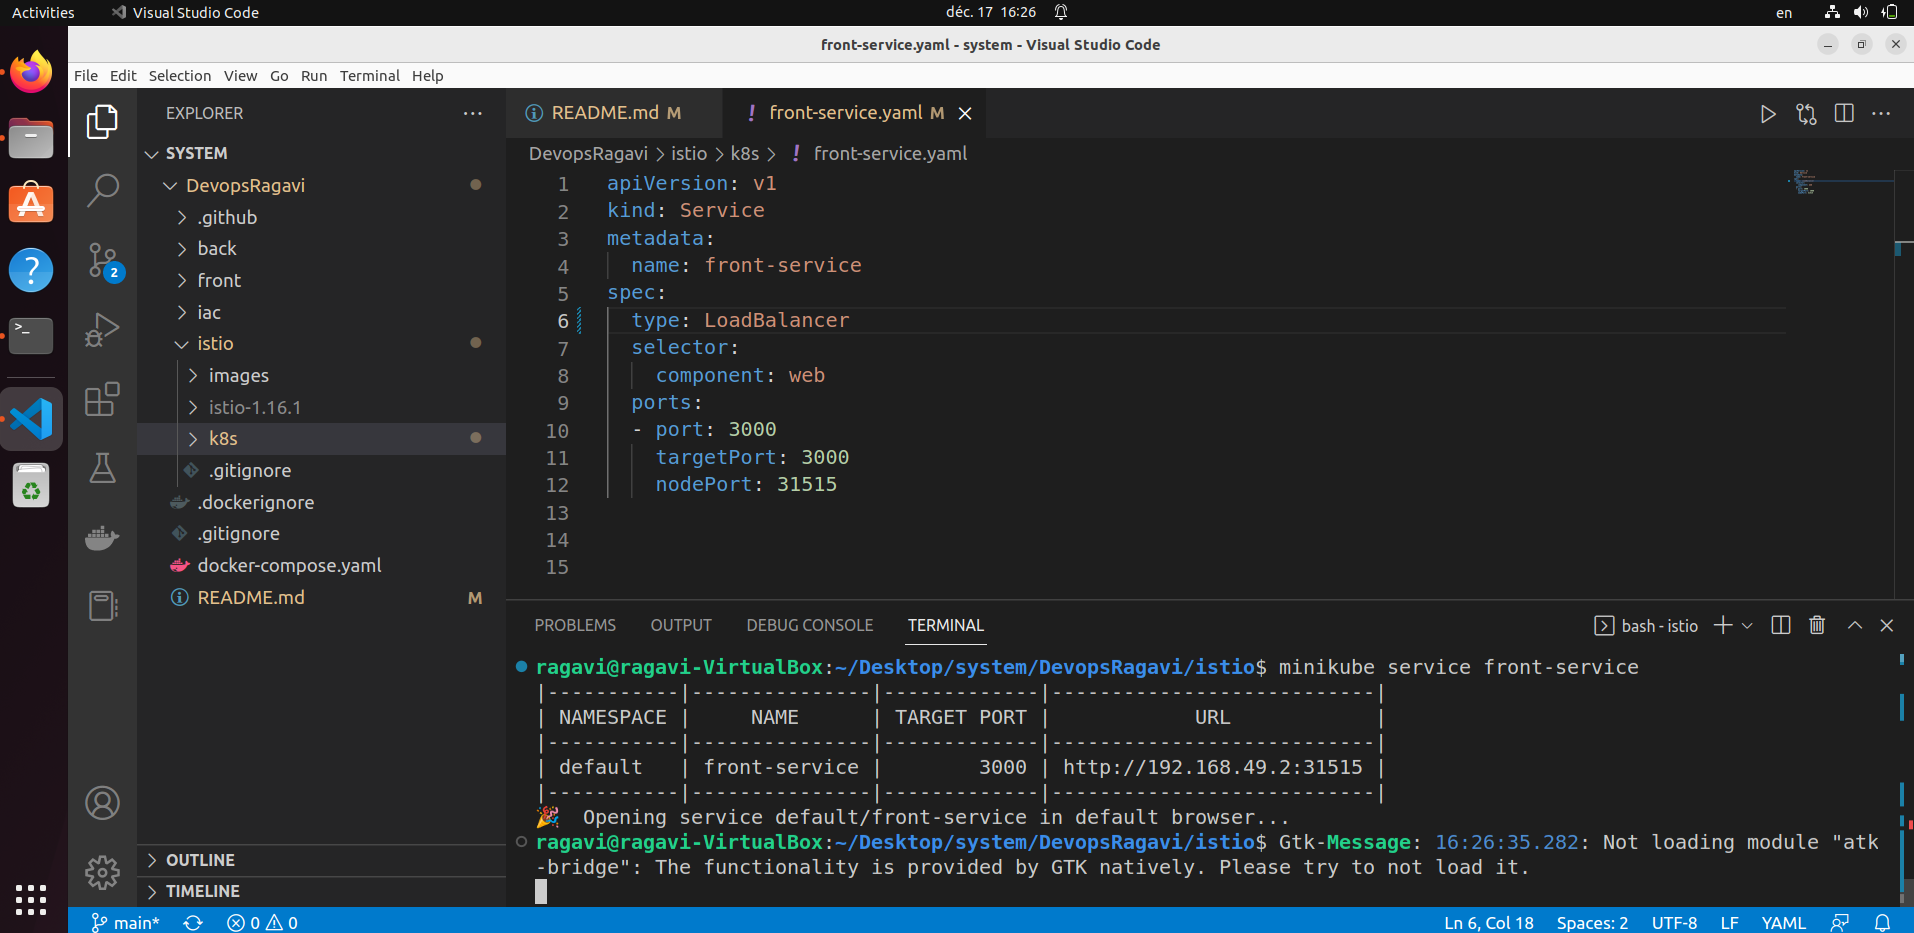 Activities
Visual Studio Code
déc. 17 16:26
en
front-service.yaml - system - Visual Studio Code
File Edit Selection View Go Run Terminal Help
EXPLORER
SYSTEM
DevopsRagavi
.github
back
front
iac
istio
images
istio-1.16.1
k8s
.gitignore
.dockerignore
.gitignore
docker-compose.yaml
README.md M
OUTLINE
TIMELINE
2
README.md M
front-service.yaml M
DevopsRagavi > istio > k8s > ! front-service.yaml
1 apiVersion: v1
2 kind: Service
3 metadata:
4 name: front-service
5 spec:
6 type: LoadBalancer
7 selector:
8 component: web
9 ports:
10 - port: 3000
11 targetPort: 3000
12 nodePort: 31515
13
14
15
PROBLEMS OUTPUT DEBUG CONSOLE TERMINAL
bash - istio
ragavi@ragavi-VirtualBox:~/Desktop/system/DevopsRagavi/istio$ minikube service front-service
|-----------|---------------|-------------|---------------------------|
| NAMESPACE |     NAME      | TARGET PORT |            URL            |
|-----------|---------------|-------------|---------------------------|
| default   | front-service |        3000 | http://192.168.49.2:31515 |
|-----------|---------------|-------------|---------------------------|
🎉 Opening service default/front-service in default browser...
ragavi@ragavi-VirtualBox:~/Desktop/system/DevopsRagavi/istio$ Gtk-Message: 16:26:35.282: Not loading module "atk
-bridge": The functionality is provided by GTK natively. Please try to not load it.
main* 0 0
Ln 6, Col 18 Spaces: 2 UTF-8 LF YAML